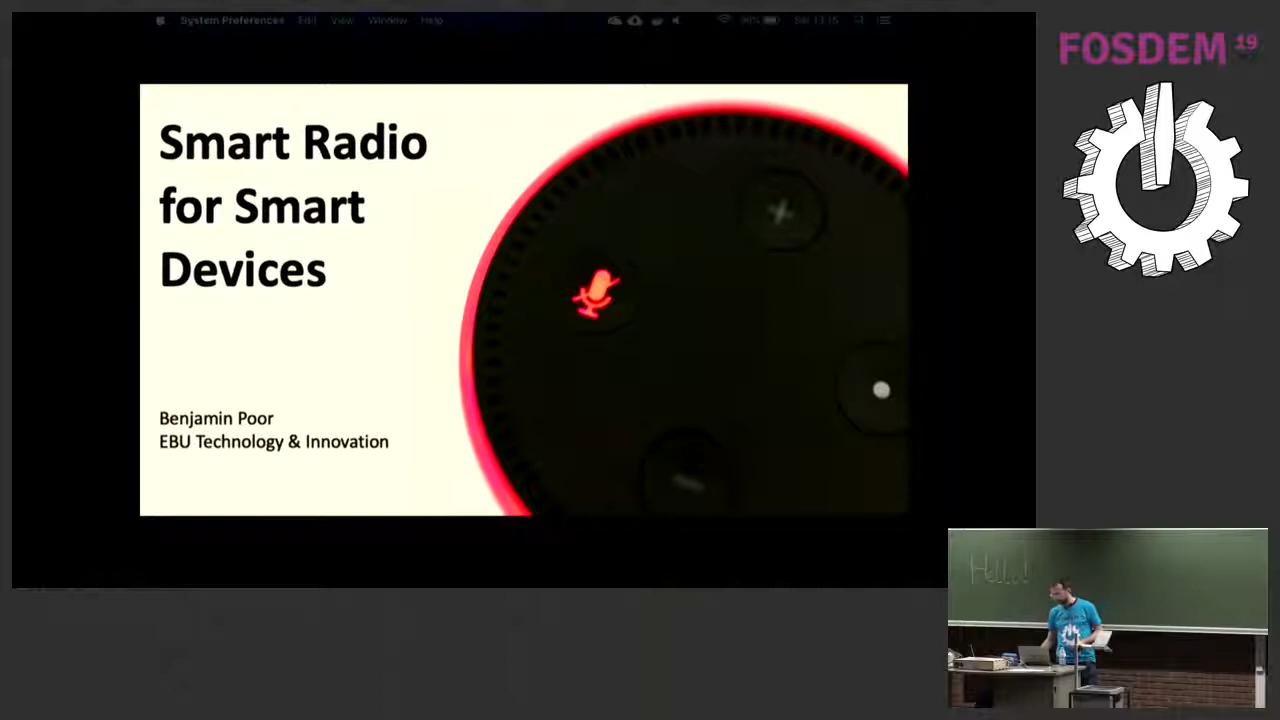 System Preferences Edit View Window Help
Smart Radio
for Smart
Devices
Benjamin Poor
EBU Technology & Innovation
FOSDEM 19
Hello!